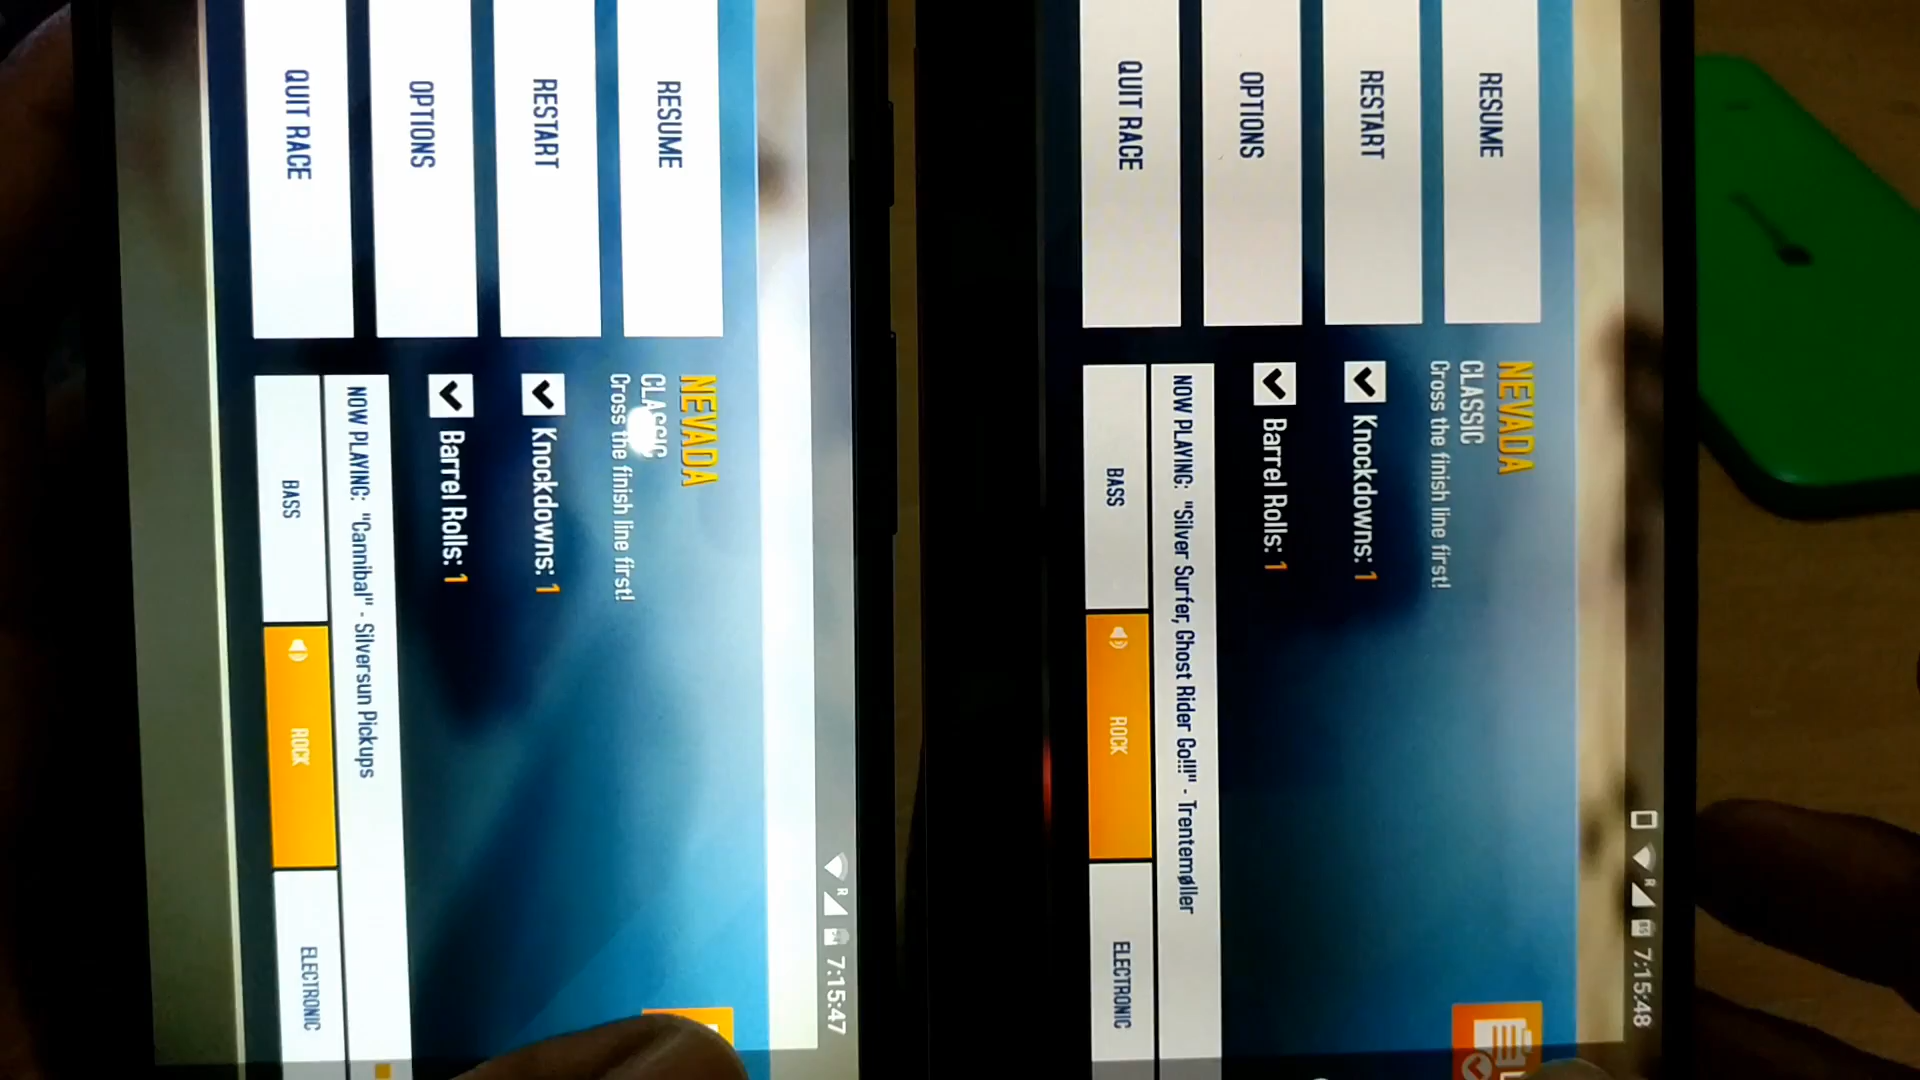 7:15:47
RESUME
RESTART
OPTIONS
QUIT RACE
NEVADA
CLASSIC
Cross the finish line first!
Knockdowns: 1
Barrel Rolls: 1
NOW PLAYING: "Cannibal" - Silversun Pickups
BASS
ROCK
ELECTRONIC
R
7:15:48
RESUME
RESTART
OPTIONS
QUIT RACE
NEVADA
CLASSIC
Cross the finish line first!
Knockdowns: 1
Barrel Rolls: 1
NOW PLAYING: "Silver Surfer, Ghost Rider Go!!!" - Trentemøller
BASS
ROCK
ELECTRONIC
R
85